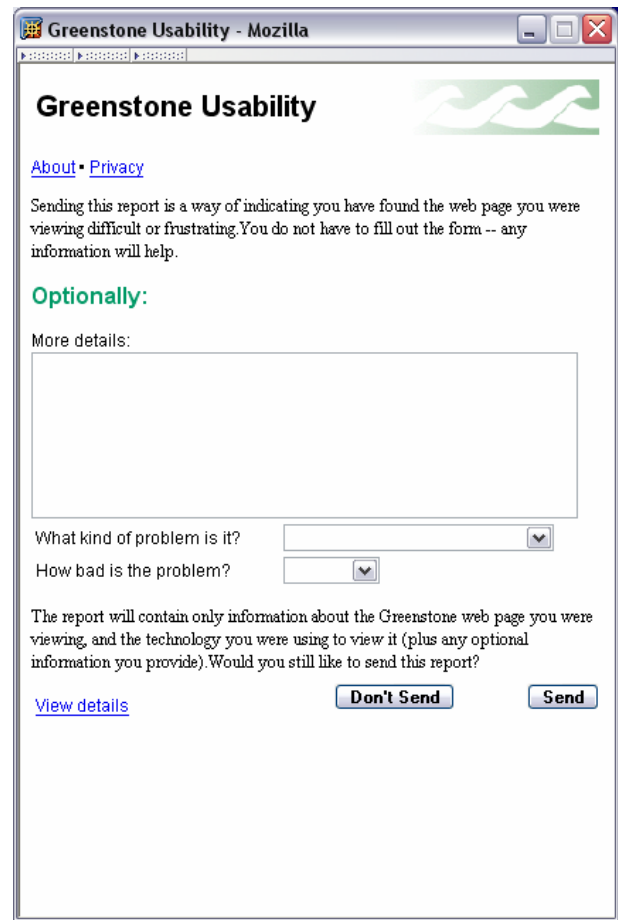 Greenstone Usability - Mozilla
Greenstone Usability
About ▪ Privacy
Sending this report is a way of indicating you have found the web page you were
viewing difficult or frustrating.You do not have to fill out the form -- any
information will help.
Optionally:
More details:
What kind of problem is it?
How bad is the problem?
The report will contain only information about the Greenstone web page you were
viewing, and the technology you were using to view it (plus any optional
information you provide).Would you still like to send this report?
View details
Don't Send
Send